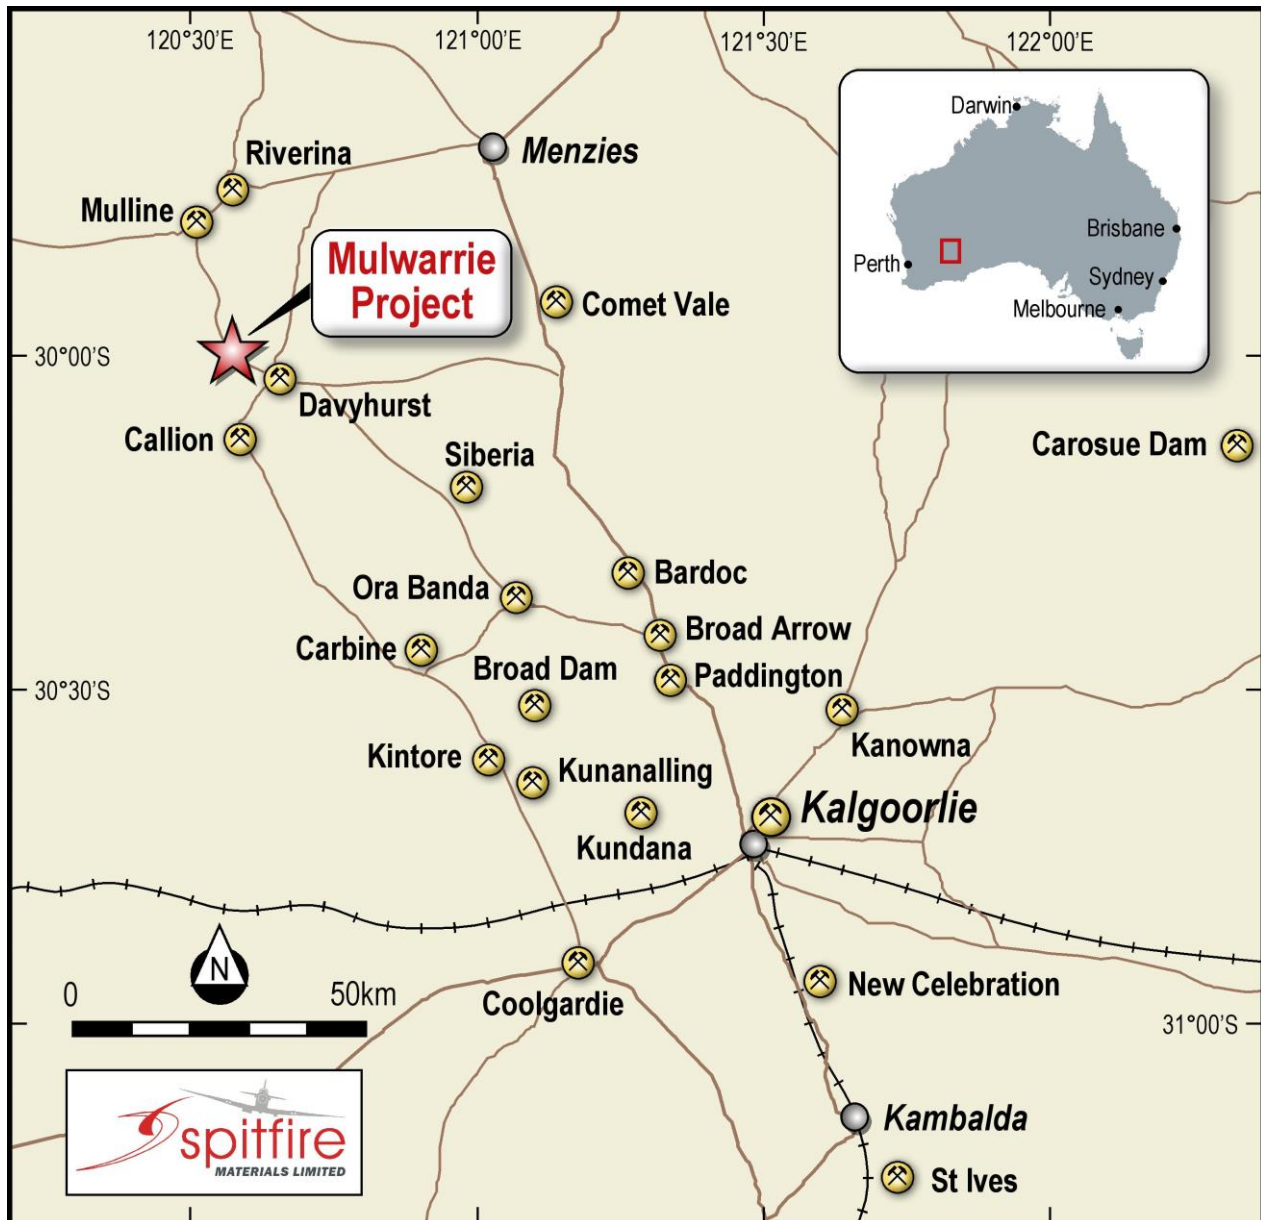 120°30'E
121°00'E
121°30'E
122°00'E
Darwin
Riverina
Menzies
Mulline
Brisbane
Mulwarrie
Project
Perth
Sydney
Comet Vale
Melbourne
30°00'S
Davyhurst
Callion
Carosue Dam
Siberia
Bardoc
Ora Banda
Broad Arrow
Carbine
Broad Dam
Paddington
30°30'S
Kanowna
Kintore
Kunanalling
Kalgoorlie
Kundana
N
0
50km
New Celebration
Coolgardie
31°00'S
spitfire
MATERIALS LIMITED
Kambalda
St Ives